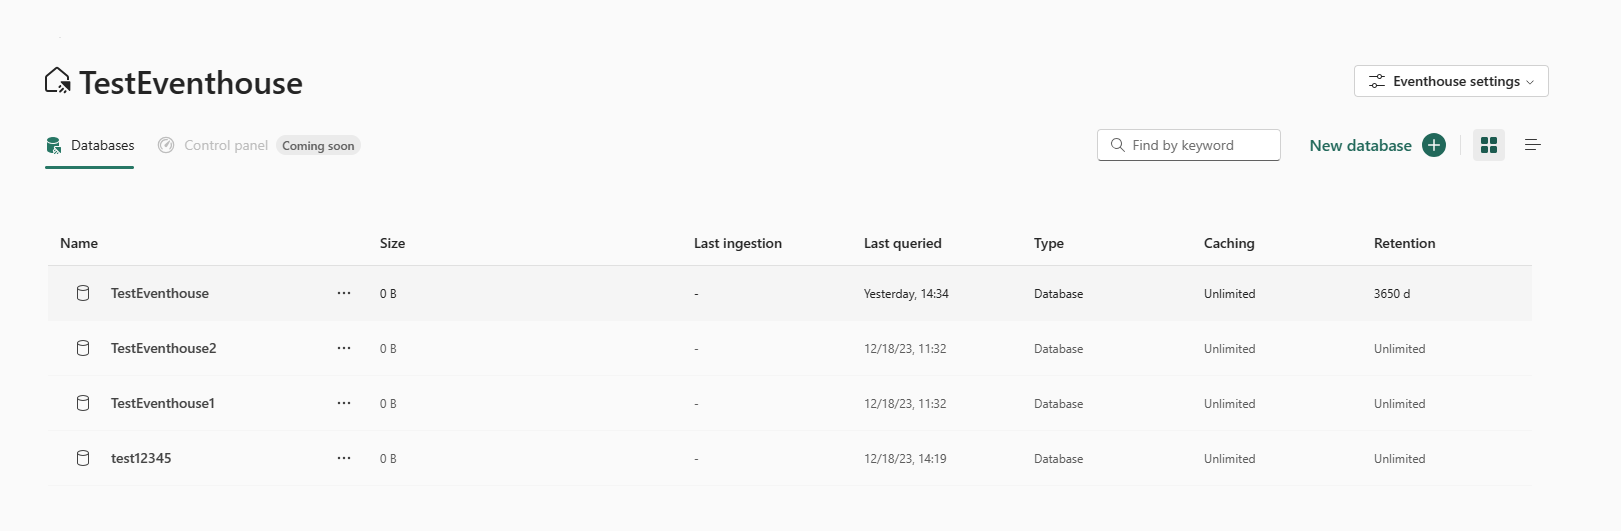 TestEventhouse
Eventhouse settings
Databases Control panel Coming soon
Find by keyword New database
Name Size Last ingestion Last queried Type Caching Retention
TestEventhouse ... 0 B - Yesterday, 14:34 Database Unlimited 3650 d
TestEventhouse2 ... 0 B - 12/18/23, 11:32 Database Unlimited Unlimited
TestEventhouse1 ... 0 B - 12/18/23, 11:32 Database Unlimited Unlimited
test12345 ... 0 B - 12/18/23, 14:19 Database Unlimited Unlimited